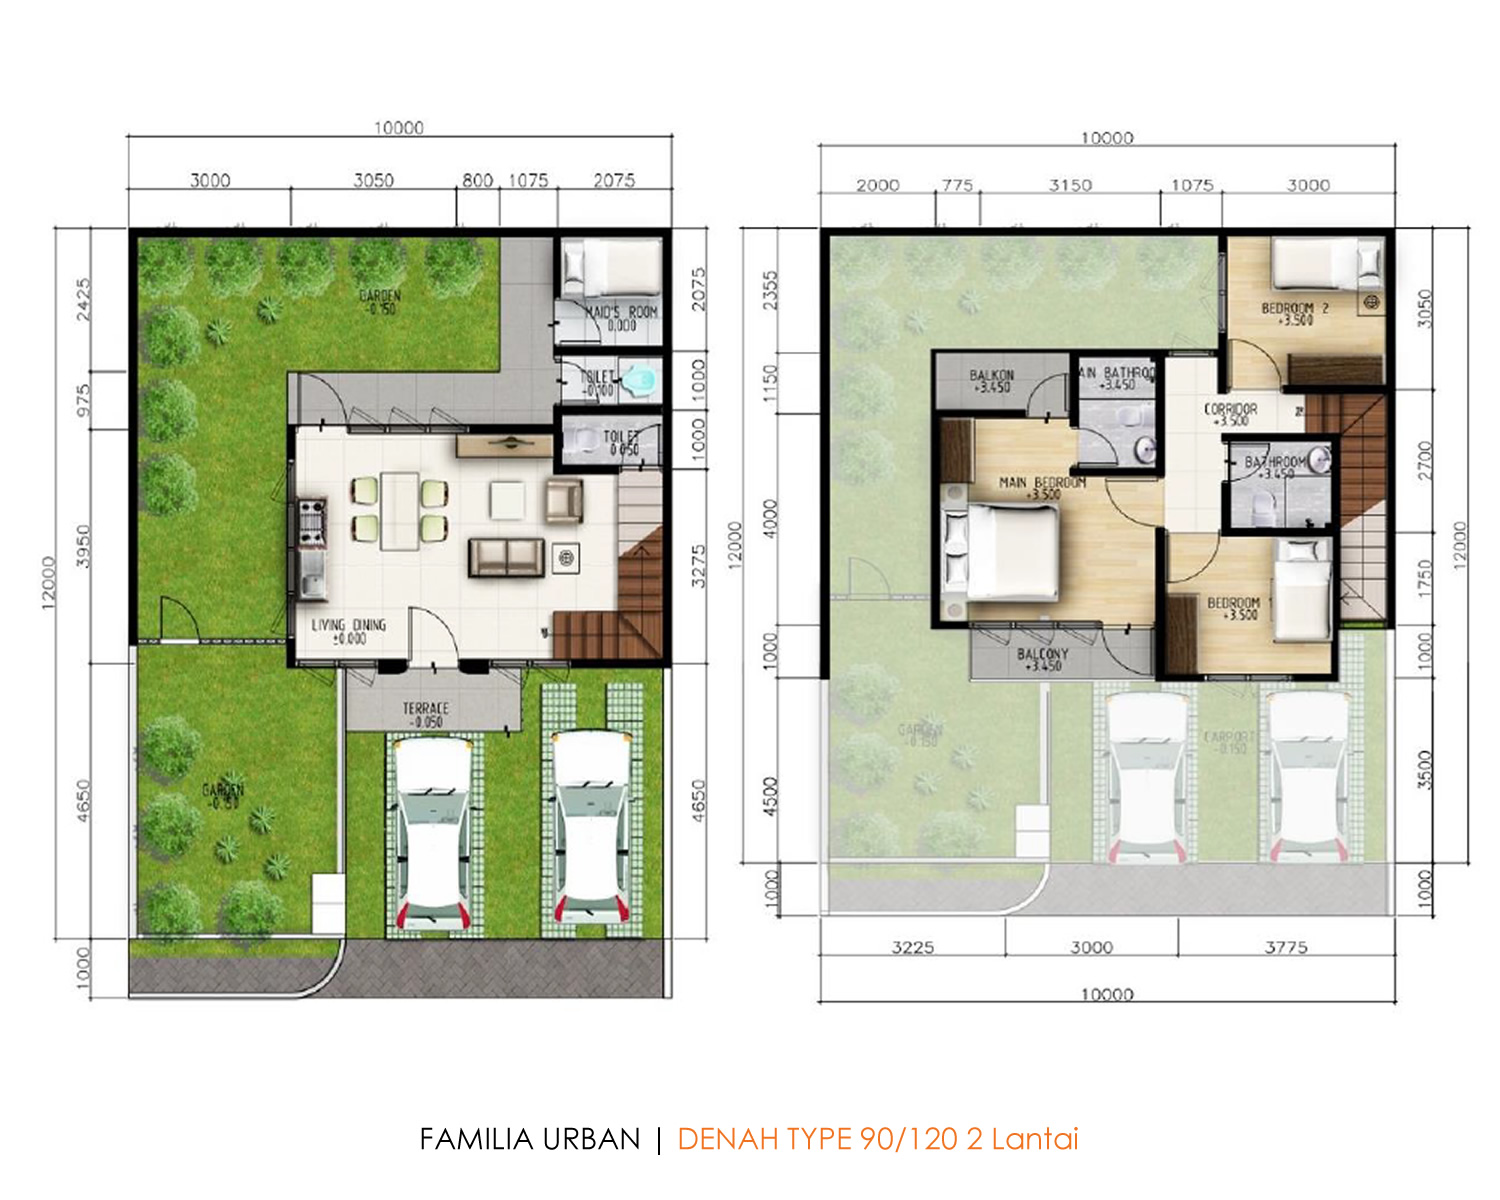 10000
3000 3050 800 1075 2075
2425
975
3950
12000
4650
1000
2075
1000
1000
3275
4650
GARDEN
-0.150
MAID'S ROOM
0.000
TOILET
-0.100
TOILET
0.050
LIVING DINING
±0.000
TERRACE
-0.050
GARDEN
-0.150
10000
2000 775 3150 1075 3000
2355
1150
4000
12000
1000
4500
1000
3050
2700
1750
12000
1000
3500
1000
BEDROOM 2
+3.500
BALKON
+3.450
AIN BATHROO
+3.450
CORRIDOR
+3.500
BATHROOM
+3.450
MAIN BEDROOM
+3.500
BEDROOM 1
+3.500
BALCONY
+3.450
GARDEN
-0.150
CARPORT
-0.150
3225 3000 3775
10000
FAMILIA URBAN | DENAH TYPE 90/120 2 Lantai